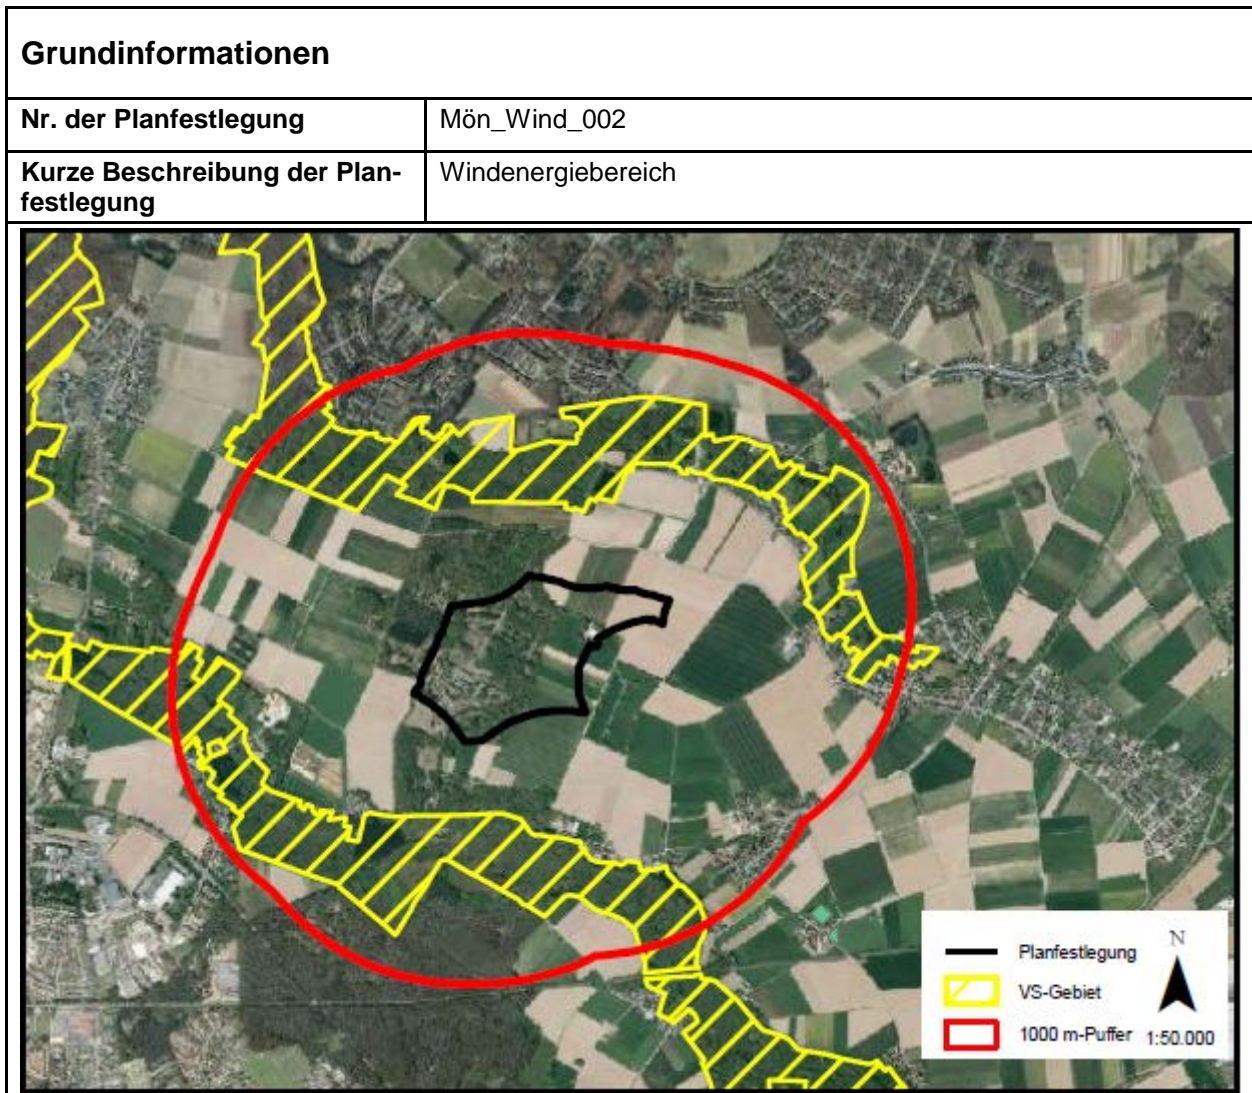 Grundinformationen
Nr. der Planfestlegung
Mön_Wind_002
Kurze Beschreibung der Plan-
festlegung
Windenergiebereich
N
Planfestlegung
VS-Gebiet
1000 m-Puffer
1:50.000